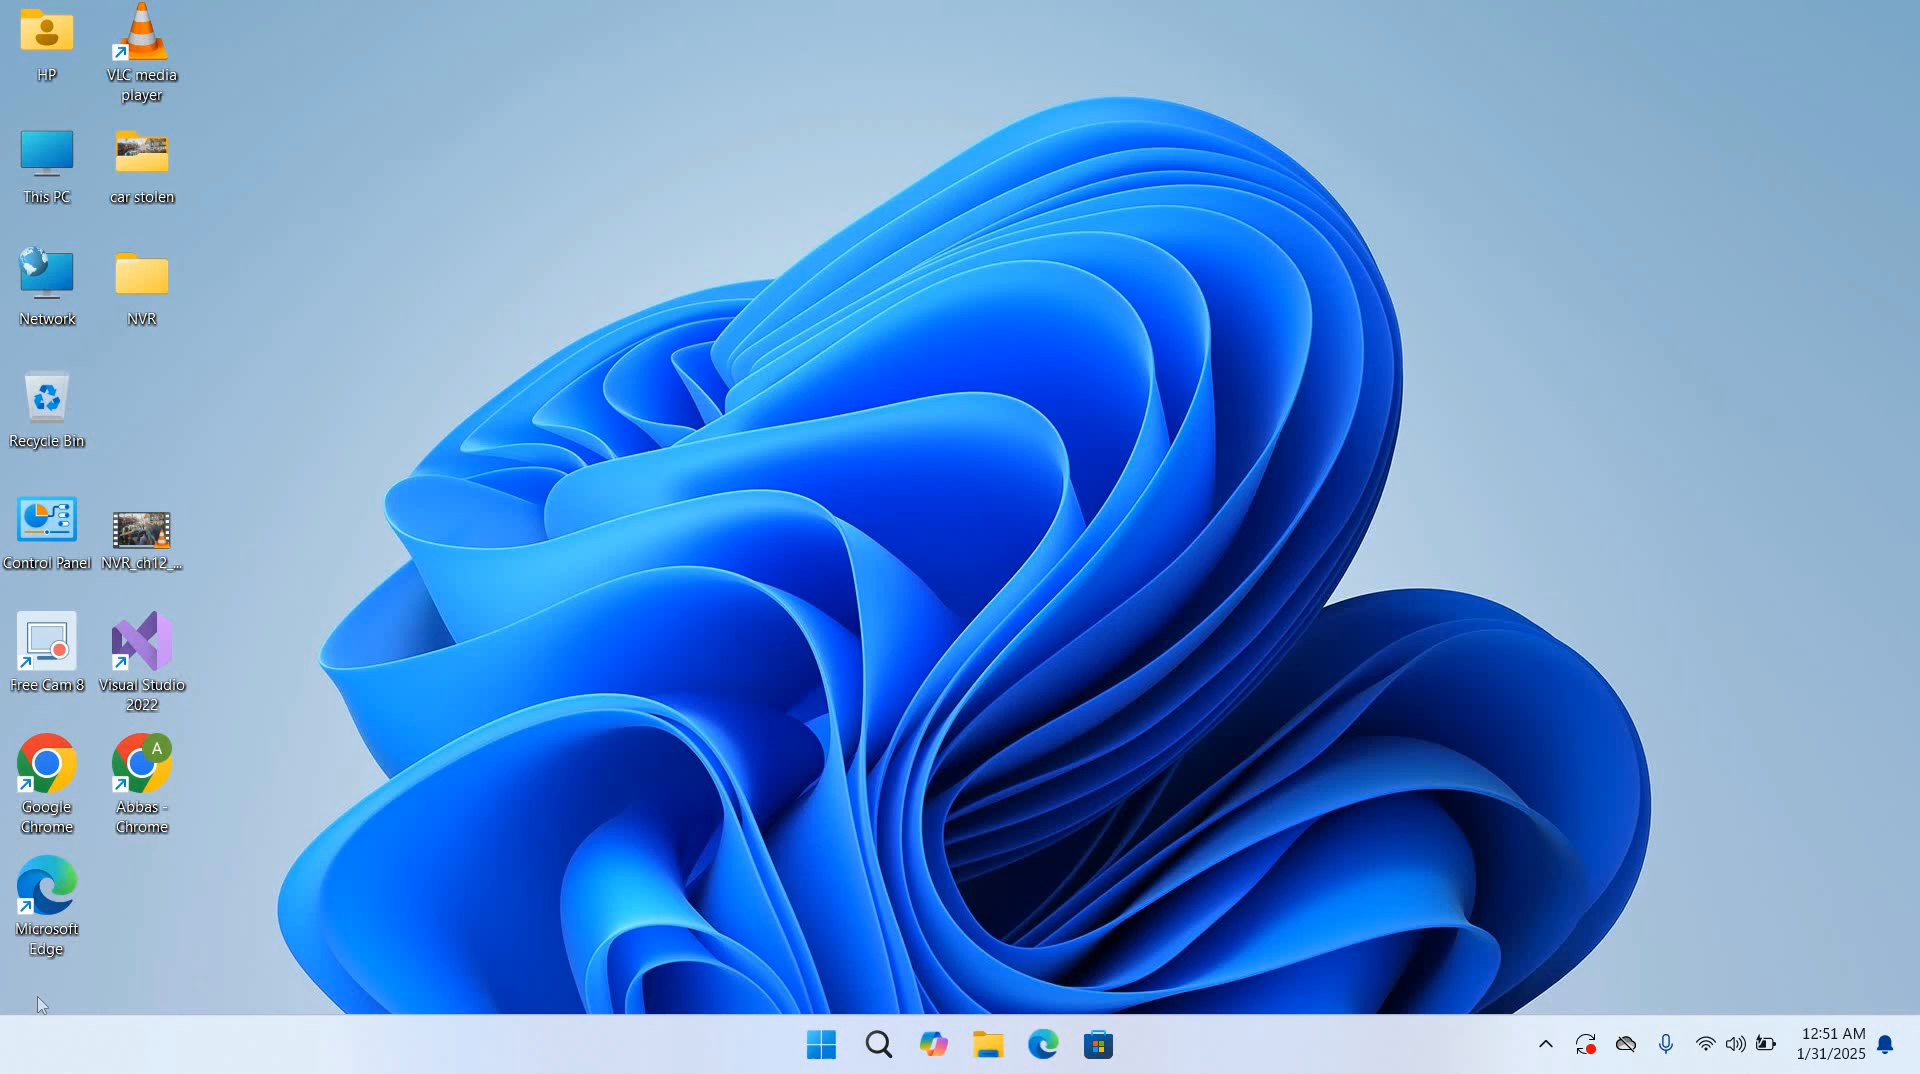 HP
VLC media
player
This PC
car stolen
Network
NVR
Recycle Bin
Control Panel
NVR_ch12_...
Free Cam 8
Visual Studio
2022
Google
Chrome
A
Abbas -
Chrome
Microsoft
Edge
12:51 AM
1/31/2025